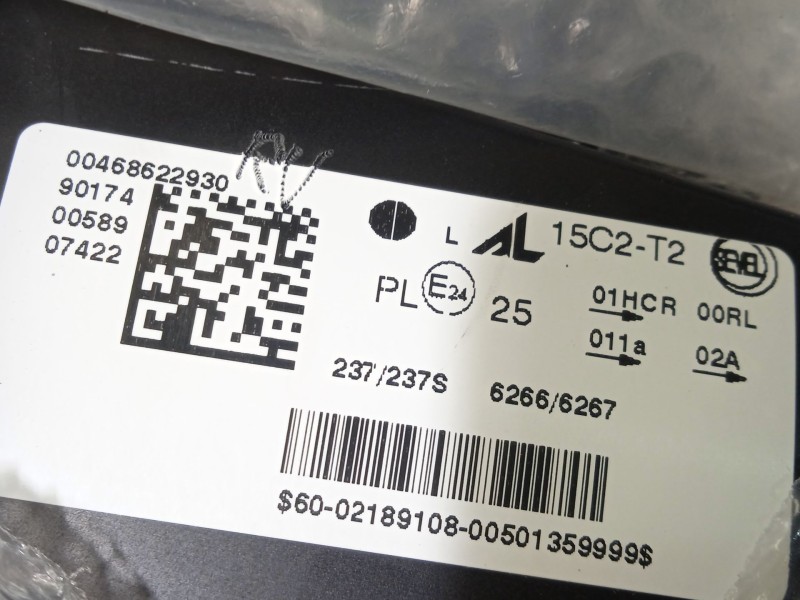 00468622930
90174
00589
07422
RV
L AL 15C2-T2 SEVEL
PL E24 25
01HCR 00RL
011a 02A
237/237S 6266/6267
$60-02189108-00501359999$